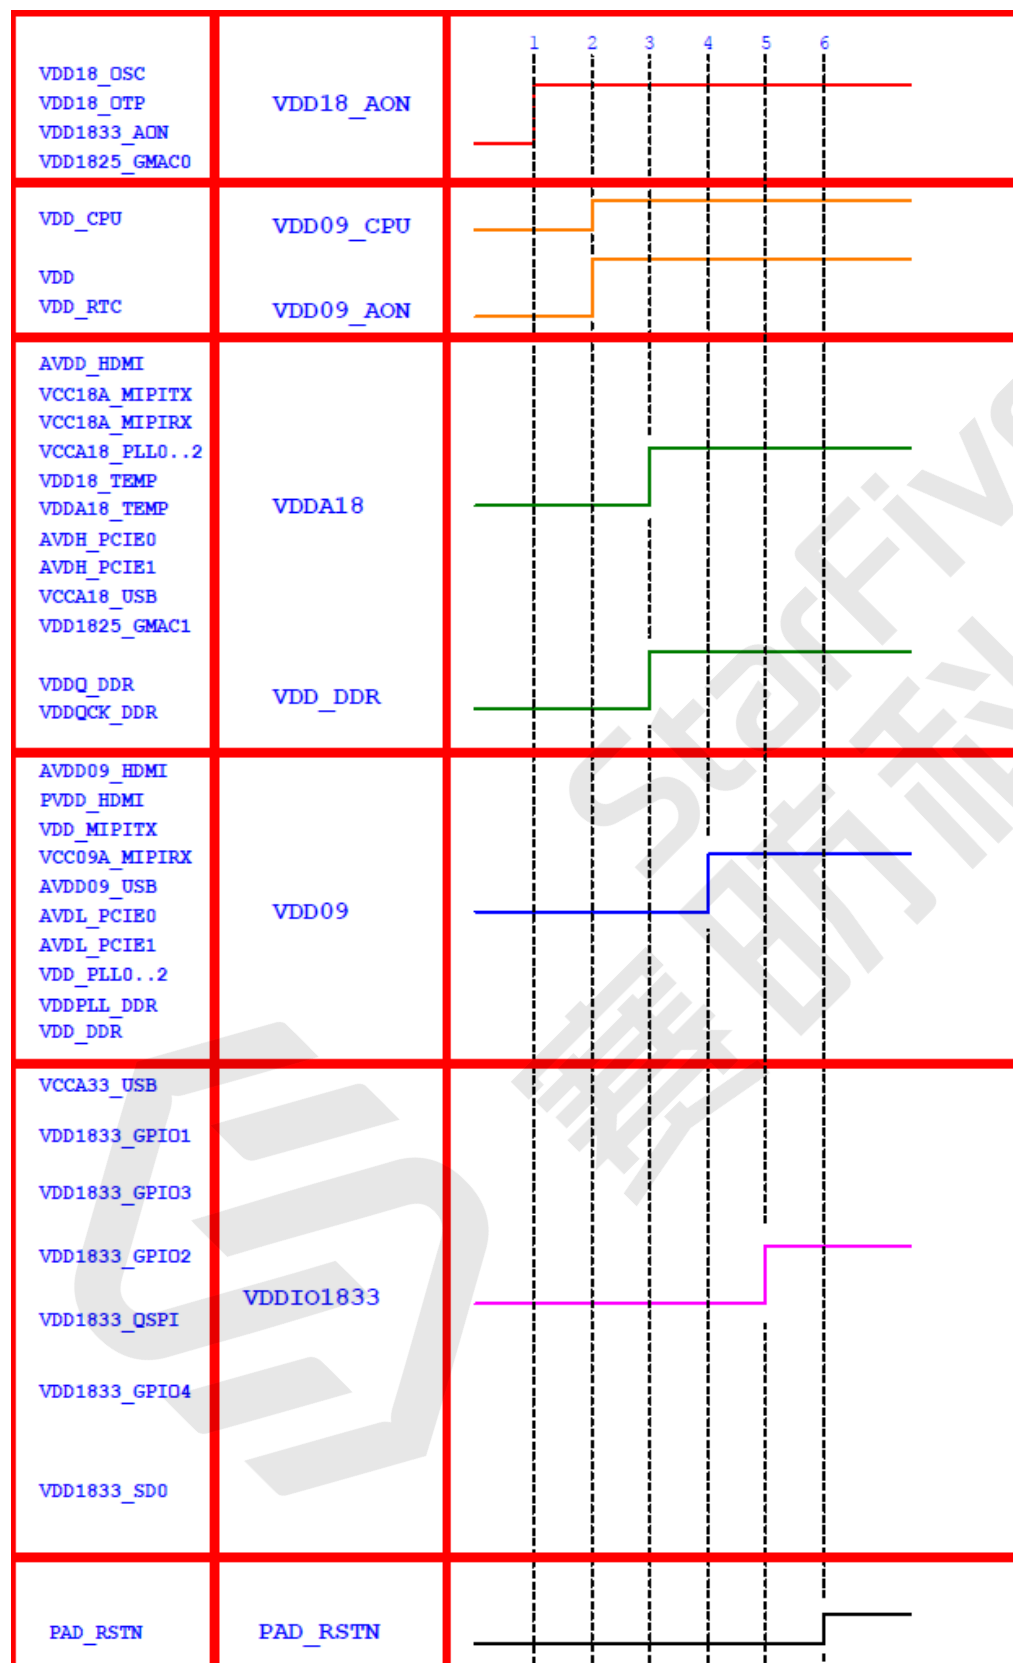 1 2 3 4 5 6
VDD18_OSC
VDD18_OTP
VDD1833_AON
VDD1825_GMAC0
VDD18_AON
VDD_CPU
VDD09_CPU
VDD
VDD_RTC
VDD09_AON
AVDD_HDMI
VCC18A_MIPITX
VCC18A_MIPIRX
VCCA18_PLL0..2
VDD18_TEMP
VDDA18_TEMP
AVDH_PCIE0
AVDH_PCIE1
VCCA18_USB
VDD1825_GMAC1
VDDA18
VDDQ_DDR
VDDQCK_DDR
VDD_DDR
AVDD09_HDMI
PVDD_HDMI
VDD_MIPITX
VCC09A_MIPIRX
AVDD09_USB
AVDL_PCIE0
AVDL_PCIE1
VDD_PLL0..2
VDDPLL_DDR
VDD_DDR
VDD09
VCCA33_USB
VDD1833_GPIO1
VDD1833_GPIO3
VDD1833_GPIO2
VDD1833_QSPI
VDD1833_GPIO4
VDD1833_SD0
VDDIO1833
PAD_RSTN
PAD_RSTN